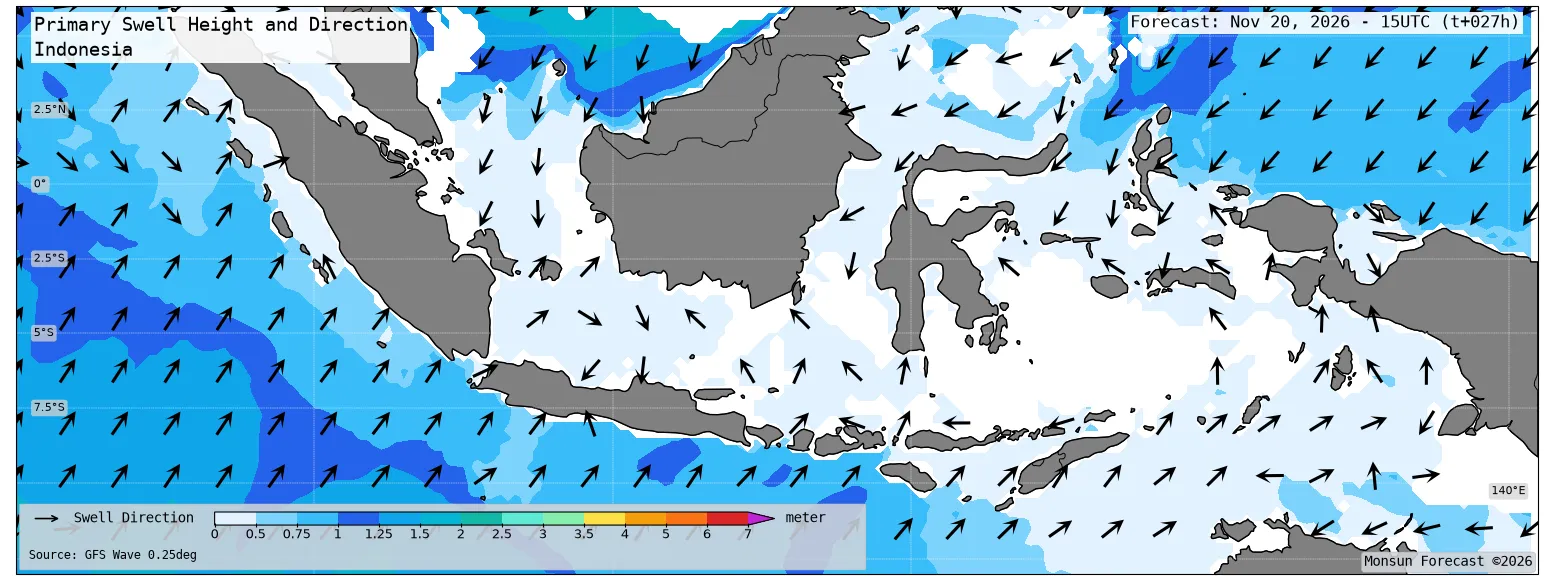 Primary Swell Height and Direction
Indonesia
Forecast: Nov 20, 2026 - 15UTC (t+027h)
2.5°N
0°
2.5°S
5°S
7.5°S
140°E
Swell Direction
meter
0 0.5 0.75 1 1.25 1.5 2 2.5 3 3.5 4 5 6 7
Source: GFS Wave 0.25deg
Monsun Forecast ©2026